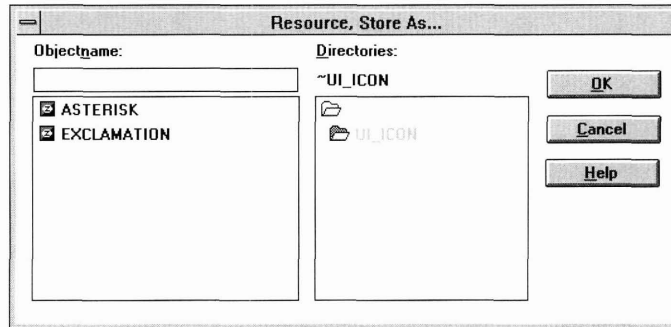 Resource, Store As...
Objectname:
Directories:
~UI_ICON
OK
ASTERISK
EXCLAMATION
UI_ICON
Cancel
Help